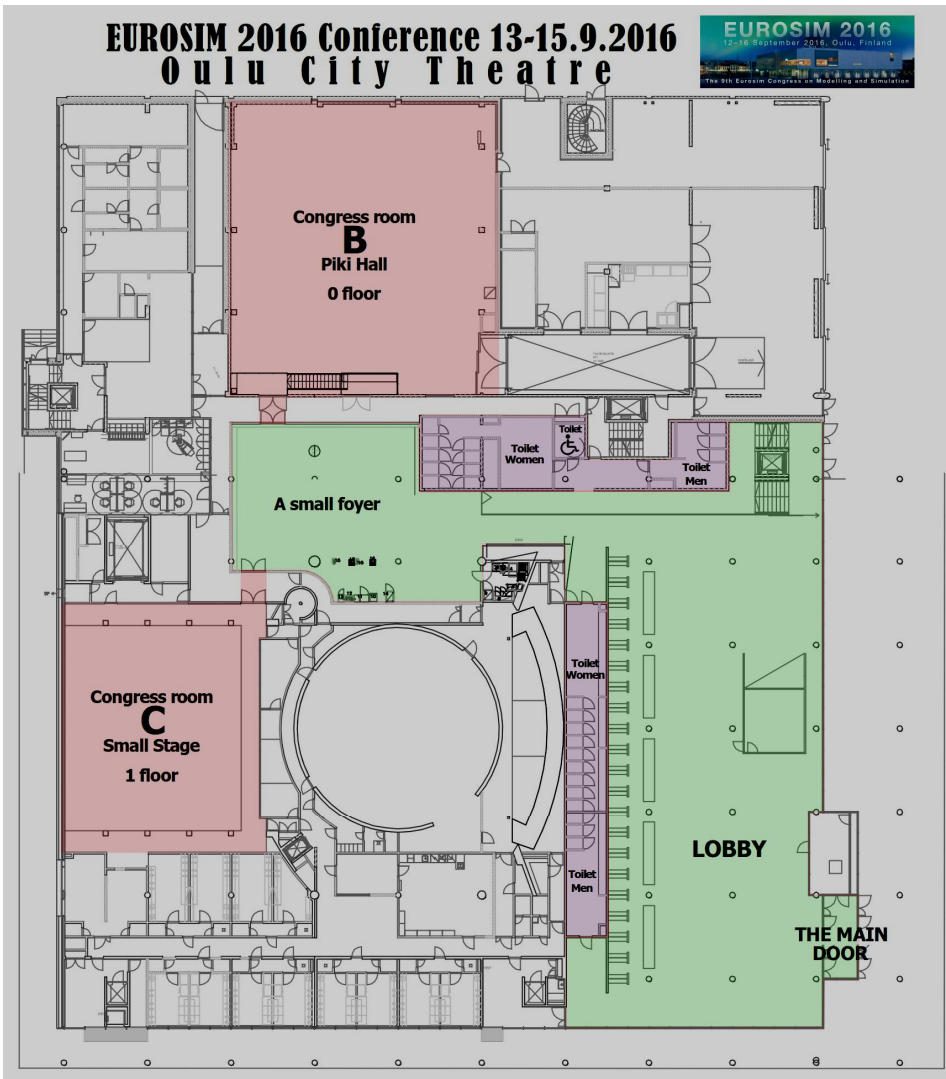 EUROSIM 2016 Conference 13-15.9.2016
Oulu City Theatre
EUROSIM 2016
12–16 September 2016, Oulu, Finland
The 9th Eurosim Congress on Modelling and Simulation
Congress room
B
Piki Hall
0 floor
Toilet
Women
Toilet
Toilet
Men
A small foyer
Congress room
C
Small Stage
1 floor
Toilet
Women
Toilet
Men
LOBBY
THE MAIN
DOOR